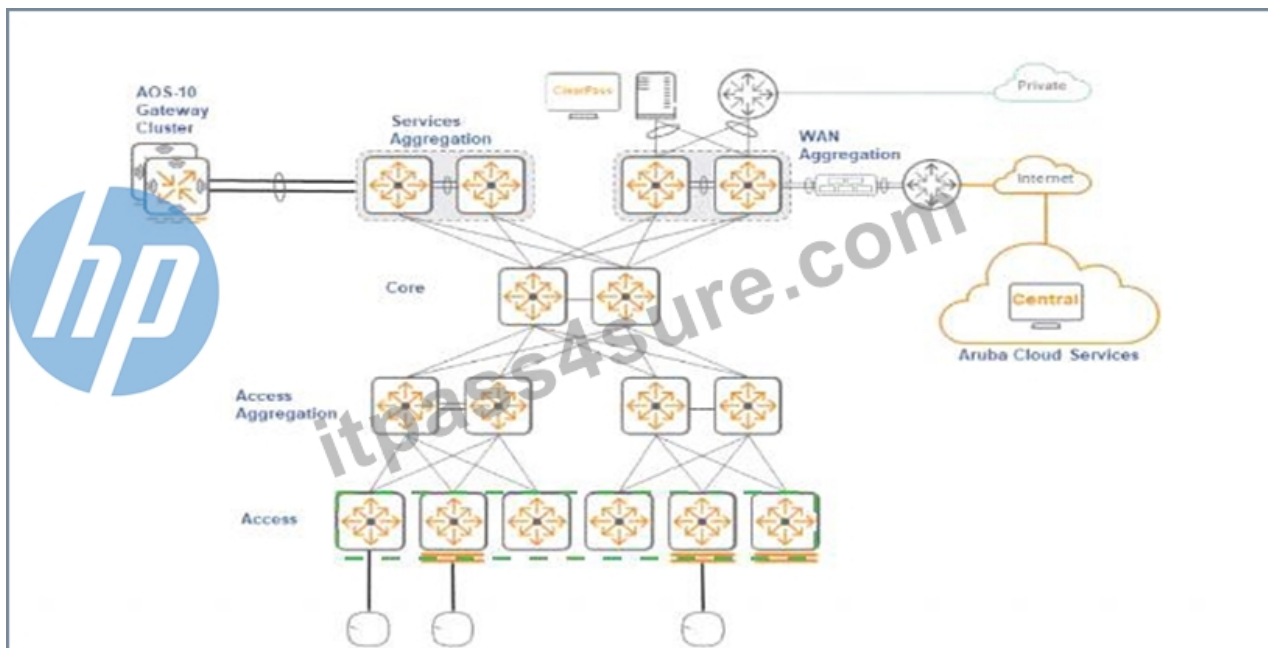 AOS-10
Gateway
Cluster
Services
Aggregation
ClearPass
Private
WAN
Aggregation
Internet
hp
Core
Central
Aruba Cloud Services
Access
Aggregation
itpass4sure.com
Access